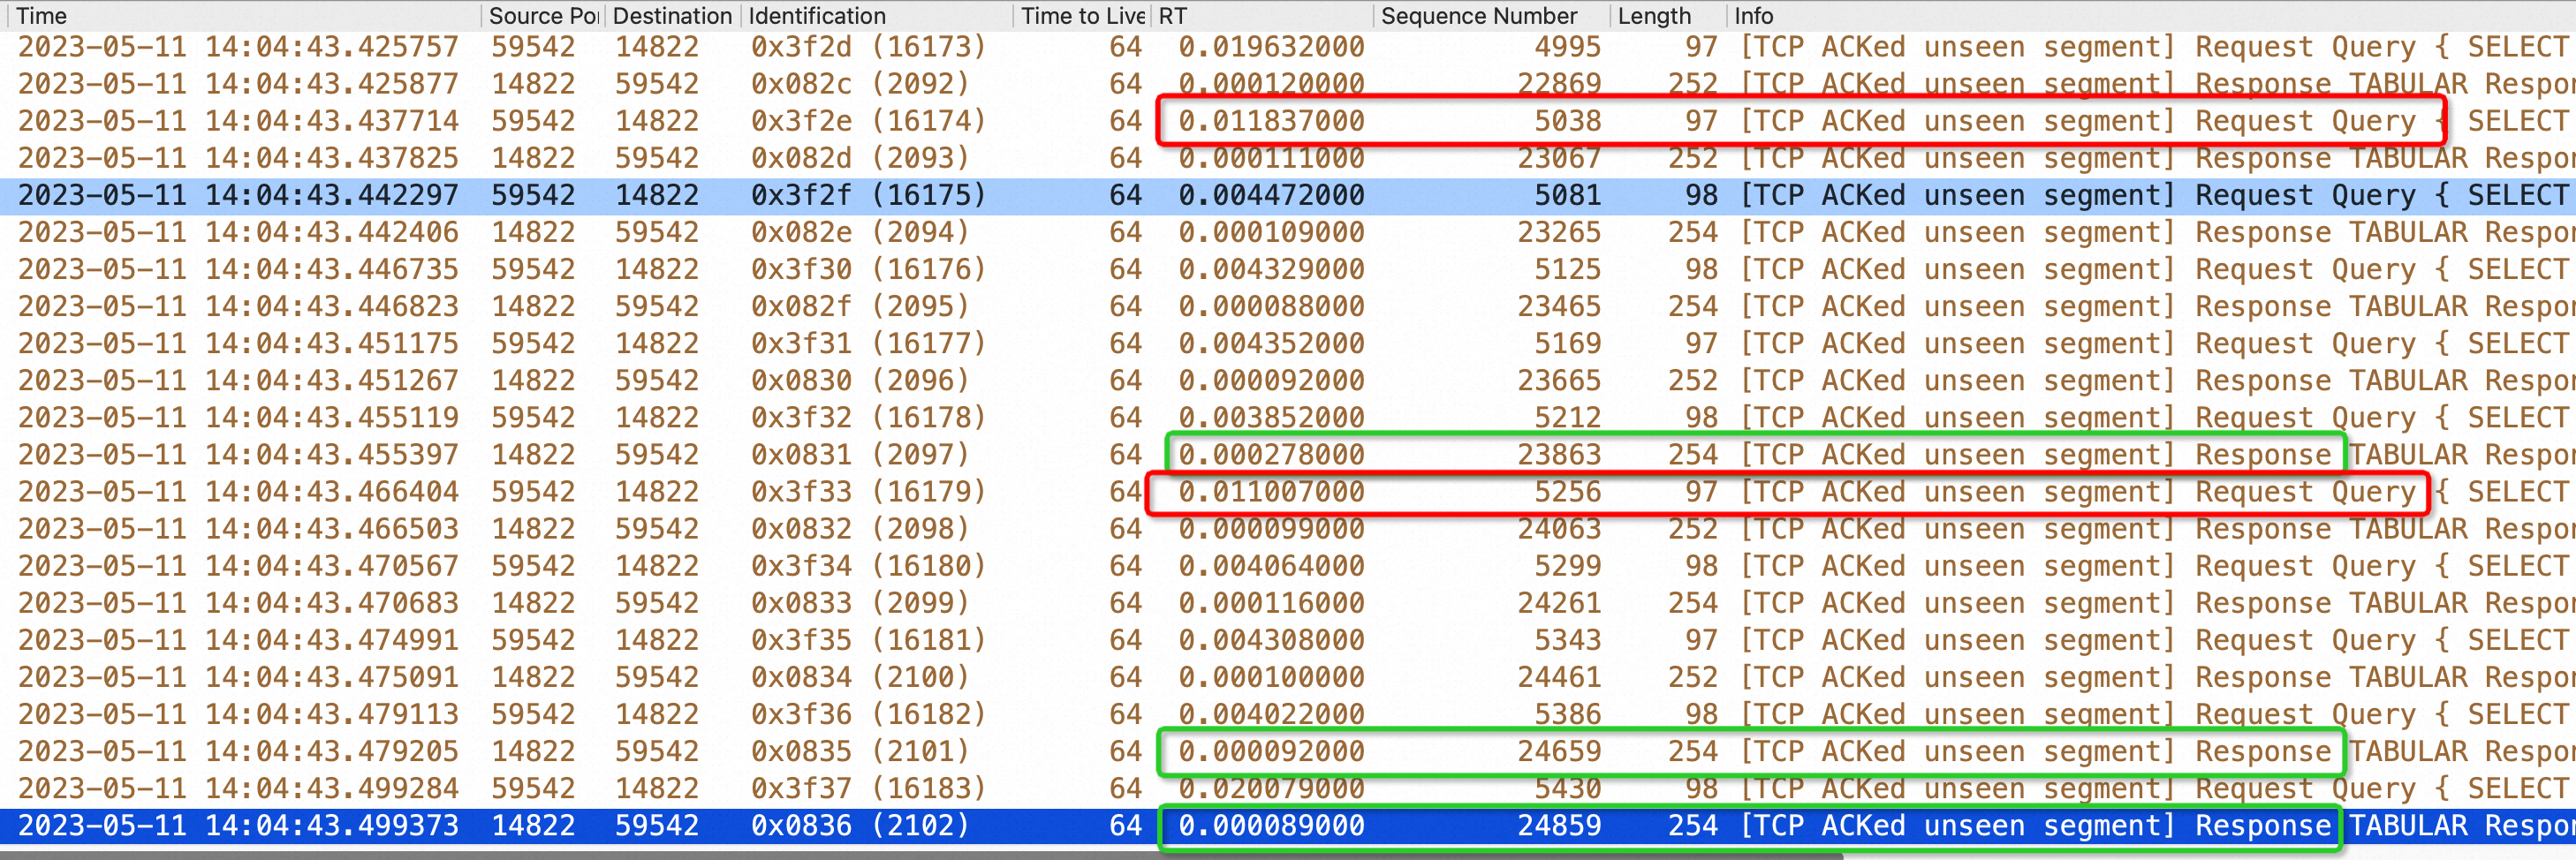 Time Source Por Destination Identification Time to Live RT Sequence Number Length Info
2023-05-11 14:04:43.425757 59542 14822 0x3f2d (16173) 64 0.019632000 4995 97 [TCP ACKed unseen segment] Request Query { SELECT
2023-05-11 14:04:43.425877 14822 59542 0x082c (2092) 64 0.000120000 22869 252 [TCP ACKed unseen segment] Response TABULAR Respon
2023-05-11 14:04:43.437714 59542 14822 0x3f2e (16174) 64 0.011837000 5038 97 [TCP ACKed unseen segment] Request Query { SELECT
2023-05-11 14:04:43.437825 14822 59542 0x082d (2093) 64 0.000111000 23067 252 [TCP ACKed unseen segment] Response TABULAR Respon
2023-05-11 14:04:43.442297 59542 14822 0x3f2f (16175) 64 0.004472000 5081 98 [TCP ACKed unseen segment] Request Query { SELECT
2023-05-11 14:04:43.442406 14822 59542 0x082e (2094) 64 0.000109000 23265 254 [TCP ACKed unseen segment] Response TABULAR Respon
2023-05-11 14:04:43.446735 59542 14822 0x3f30 (16176) 64 0.004329000 5125 98 [TCP ACKed unseen segment] Request Query { SELECT
2023-05-11 14:04:43.446823 14822 59542 0x082f (2095) 64 0.000088000 23465 254 [TCP ACKed unseen segment] Response TABULAR Respon
2023-05-11 14:04:43.451175 59542 14822 0x3f31 (16177) 64 0.004352000 5169 97 [TCP ACKed unseen segment] Request Query { SELECT
2023-05-11 14:04:43.451267 14822 59542 0x0830 (2096) 64 0.000092000 23665 252 [TCP ACKed unseen segment] Response TABULAR Respon
2023-05-11 14:04:43.455119 59542 14822 0x3f32 (16178) 64 0.003852000 5212 98 [TCP ACKed unseen segment] Request Query { SELECT
2023-05-11 14:04:43.455397 14822 59542 0x0831 (2097) 64 0.000278000 23863 254 [TCP ACKed unseen segment] Response TABULAR Respon
2023-05-11 14:04:43.466404 59542 14822 0x3f33 (16179) 64 0.011007000 5256 97 [TCP ACKed unseen segment] Request Query { SELECT
2023-05-11 14:04:43.466503 14822 59542 0x0832 (2098) 64 0.000099000 24063 252 [TCP ACKed unseen segment] Response TABULAR Respon
2023-05-11 14:04:43.470567 59542 14822 0x3f34 (16180) 64 0.004064000 5299 98 [TCP ACKed unseen segment] Request Query { SELECT
2023-05-11 14:04:43.470683 14822 59542 0x0833 (2099) 64 0.000116000 24261 254 [TCP ACKed unseen segment] Response TABULAR Respon
2023-05-11 14:04:43.474991 59542 14822 0x3f35 (16181) 64 0.004308000 5343 97 [TCP ACKed unseen segment] Request Query { SELECT
2023-05-11 14:04:43.475091 14822 59542 0x0834 (2100) 64 0.000100000 24461 252 [TCP ACKed unseen segment] Response TABULAR Respon
2023-05-11 14:04:43.479113 59542 14822 0x3f36 (16182) 64 0.004022000 5386 98 [TCP ACKed unseen segment] Request Query { SELECT
2023-05-11 14:04:43.479205 14822 59542 0x0835 (2101) 64 0.000092000 24659 254 [TCP ACKed unseen segment] Response TABULAR Respon
2023-05-11 14:04:43.499284 59542 14822 0x3f37 (16183) 64 0.020079000 5430 98 [TCP ACKed unseen segment] Request Query { SELECT
2023-05-11 14:04:43.499373 14822 59542 0x0836 (2102) 64 0.000089000 24859 254 [TCP ACKed unseen segment] Response TABULAR Respon